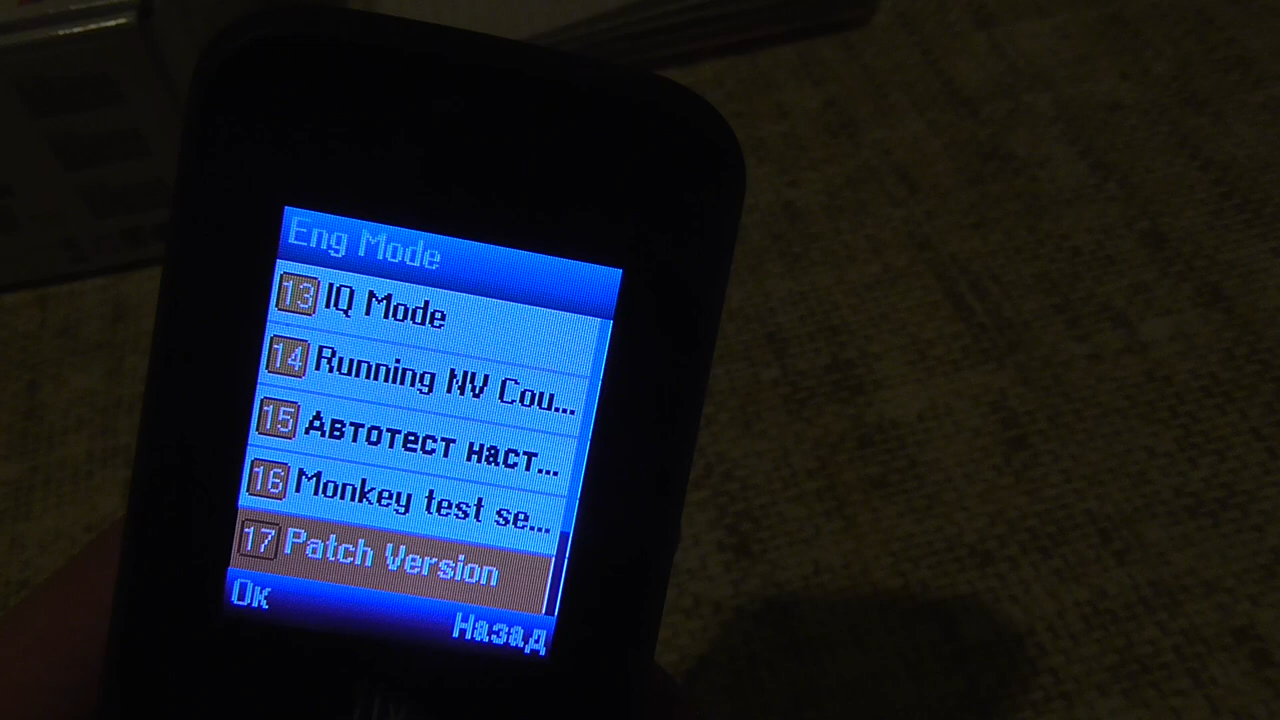 Eng Mode
13 IQ Mode
14 Running NV Cou...
15 Автотест наст...
16 Monkey test se...
17 Patch Version
Ок
Назад